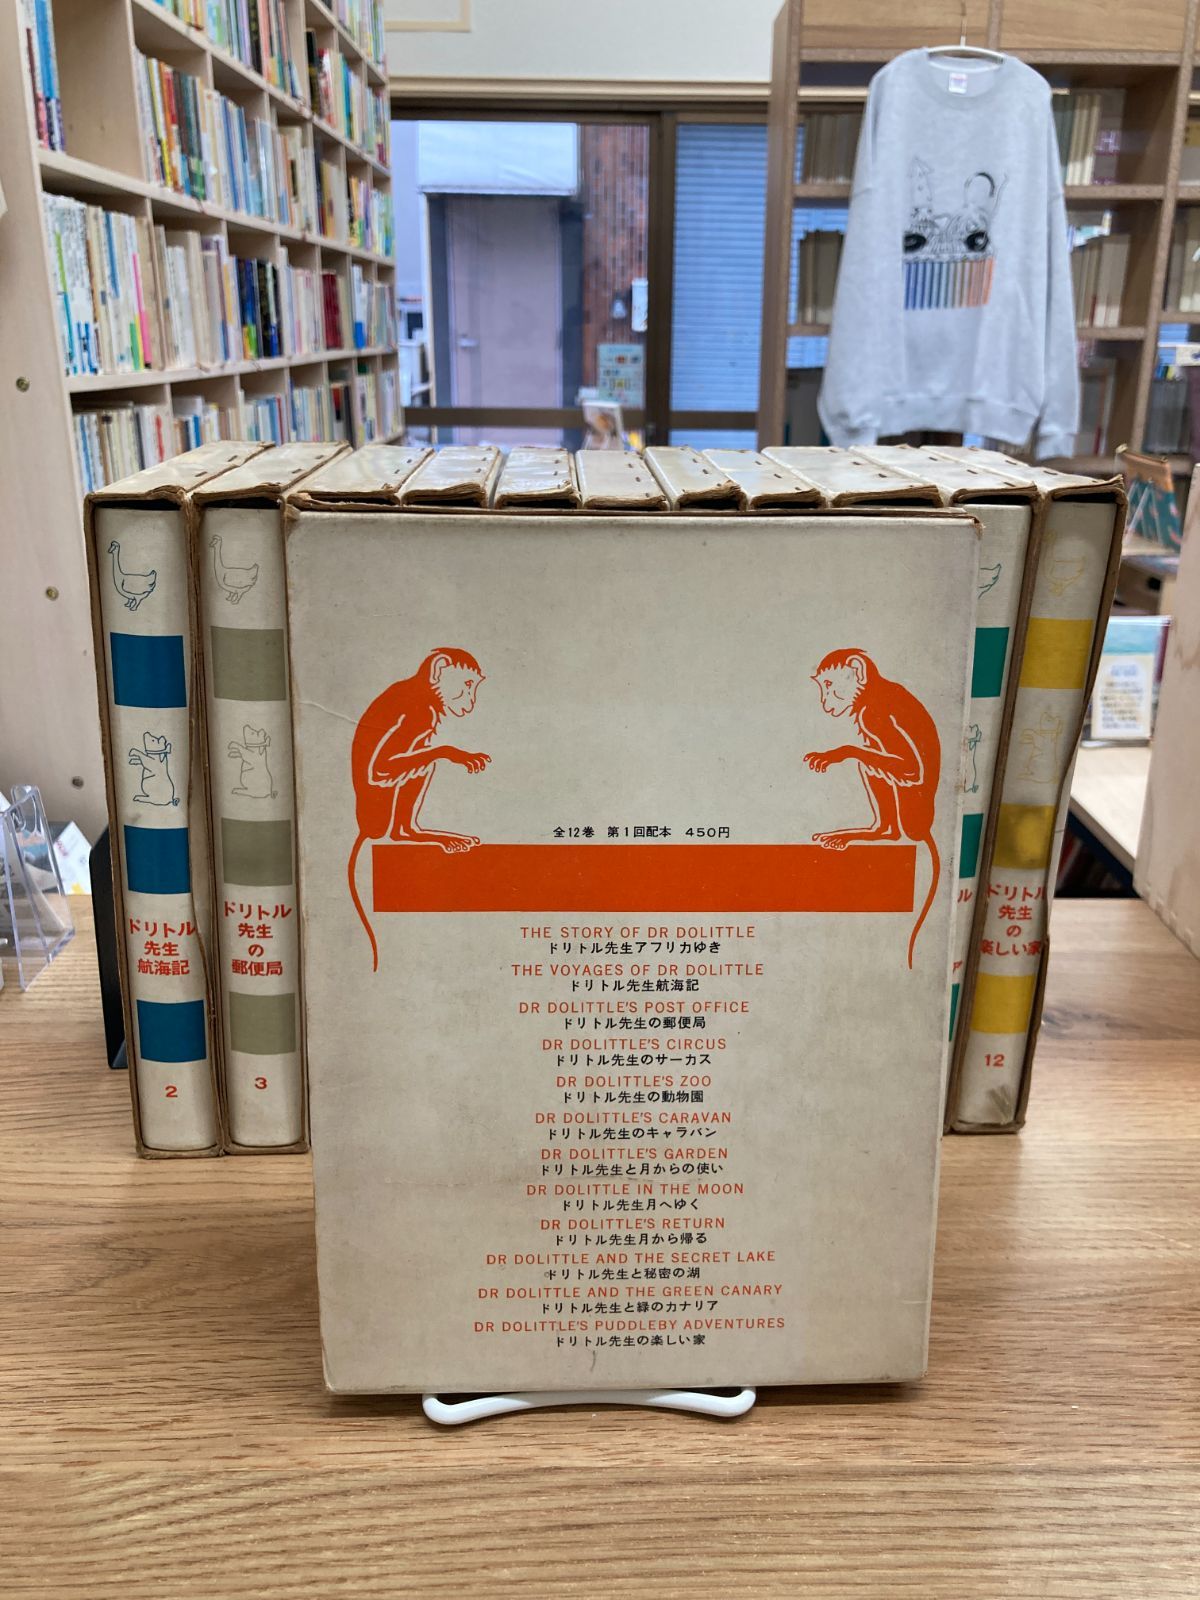 全12巻 第1回配本 450円
THE STORY OF DR DOLITTLE
ドリトル先生アフリカゆき
THE VOYAGES OF DR DOLITTLE
ドリトル先生航海記
DR DOLITTLE'S POST OFFICE
ドリトル先生の郵便局
DR DOLITTLE'S CIRCUS
ドリトル先生のサーカス
DR DOLITTLE'S ZOO
ドリトル先生の動物園
DR DOLITTLE'S CARAVAN
ドリトル先生のキャラバン
DR DOLITTLE'S GARDEN
ドリトル先生と月からの使い
DR DOLITTLE IN THE MOON
ドリトル先生月へゆく
DR DOLITTLE'S RETURN
ドリトル先生月から帰る
DR DOLITTLE AND THE SECRET LAKE
ドリトル先生と秘密の湖
DR DOLITTLE AND THE GREEN CANARY
ドリトル先生と緑のカナリア
DR DOLITTLE'S PUDDLEBY ADVENTURES
ドリトル先生の楽しい家
ドリトル
先生
航海記
2
ドリトル
先生
の
郵便局
3
ル
ア
ドリトル
先生
の
楽しい家
12